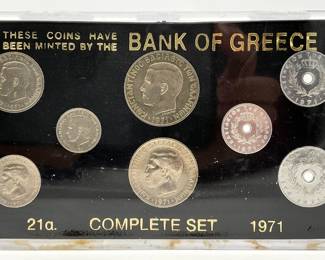 THESE COINS HAVE
BEEN MINTED BY THE
BANK OF GREECE
21α. COMPLETE SET 1971